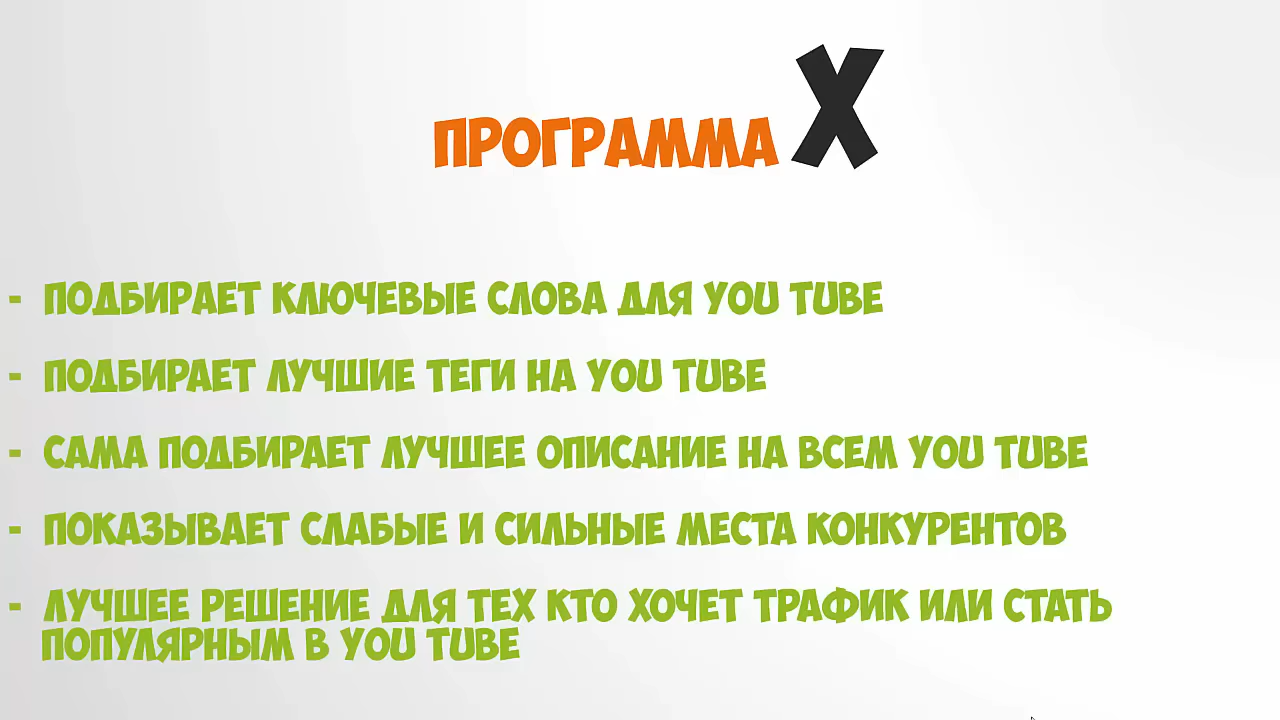 ПРОГРАММА X
- ПОДБИРАЕТ КЛЮЧЕВЫЕ СЛОВА ДЛЯ YOU TUBE
- ПОДБИРАЕТ ЛУЧШИЕ ТЕГИ НА YOU TUBE
- САМА ПОДБИРАЕТ ЛУЧШЕЕ ОПИСАНИЕ НА ВСЕМ YOU TUBE
- ПОКАЗЫВАЕТ СЛАБЫЕ И СИЛЬНЫЕ МЕСТА КОНКУРЕНТОВ
- ЛУЧШЕЕ РЕШЕНИЕ ДЛЯ ТЕХ КТО ХОЧЕТ ТРАФИК ИЛИ СТАТЬ
ПОПУЛЯРНЫМ В YOU TUBE